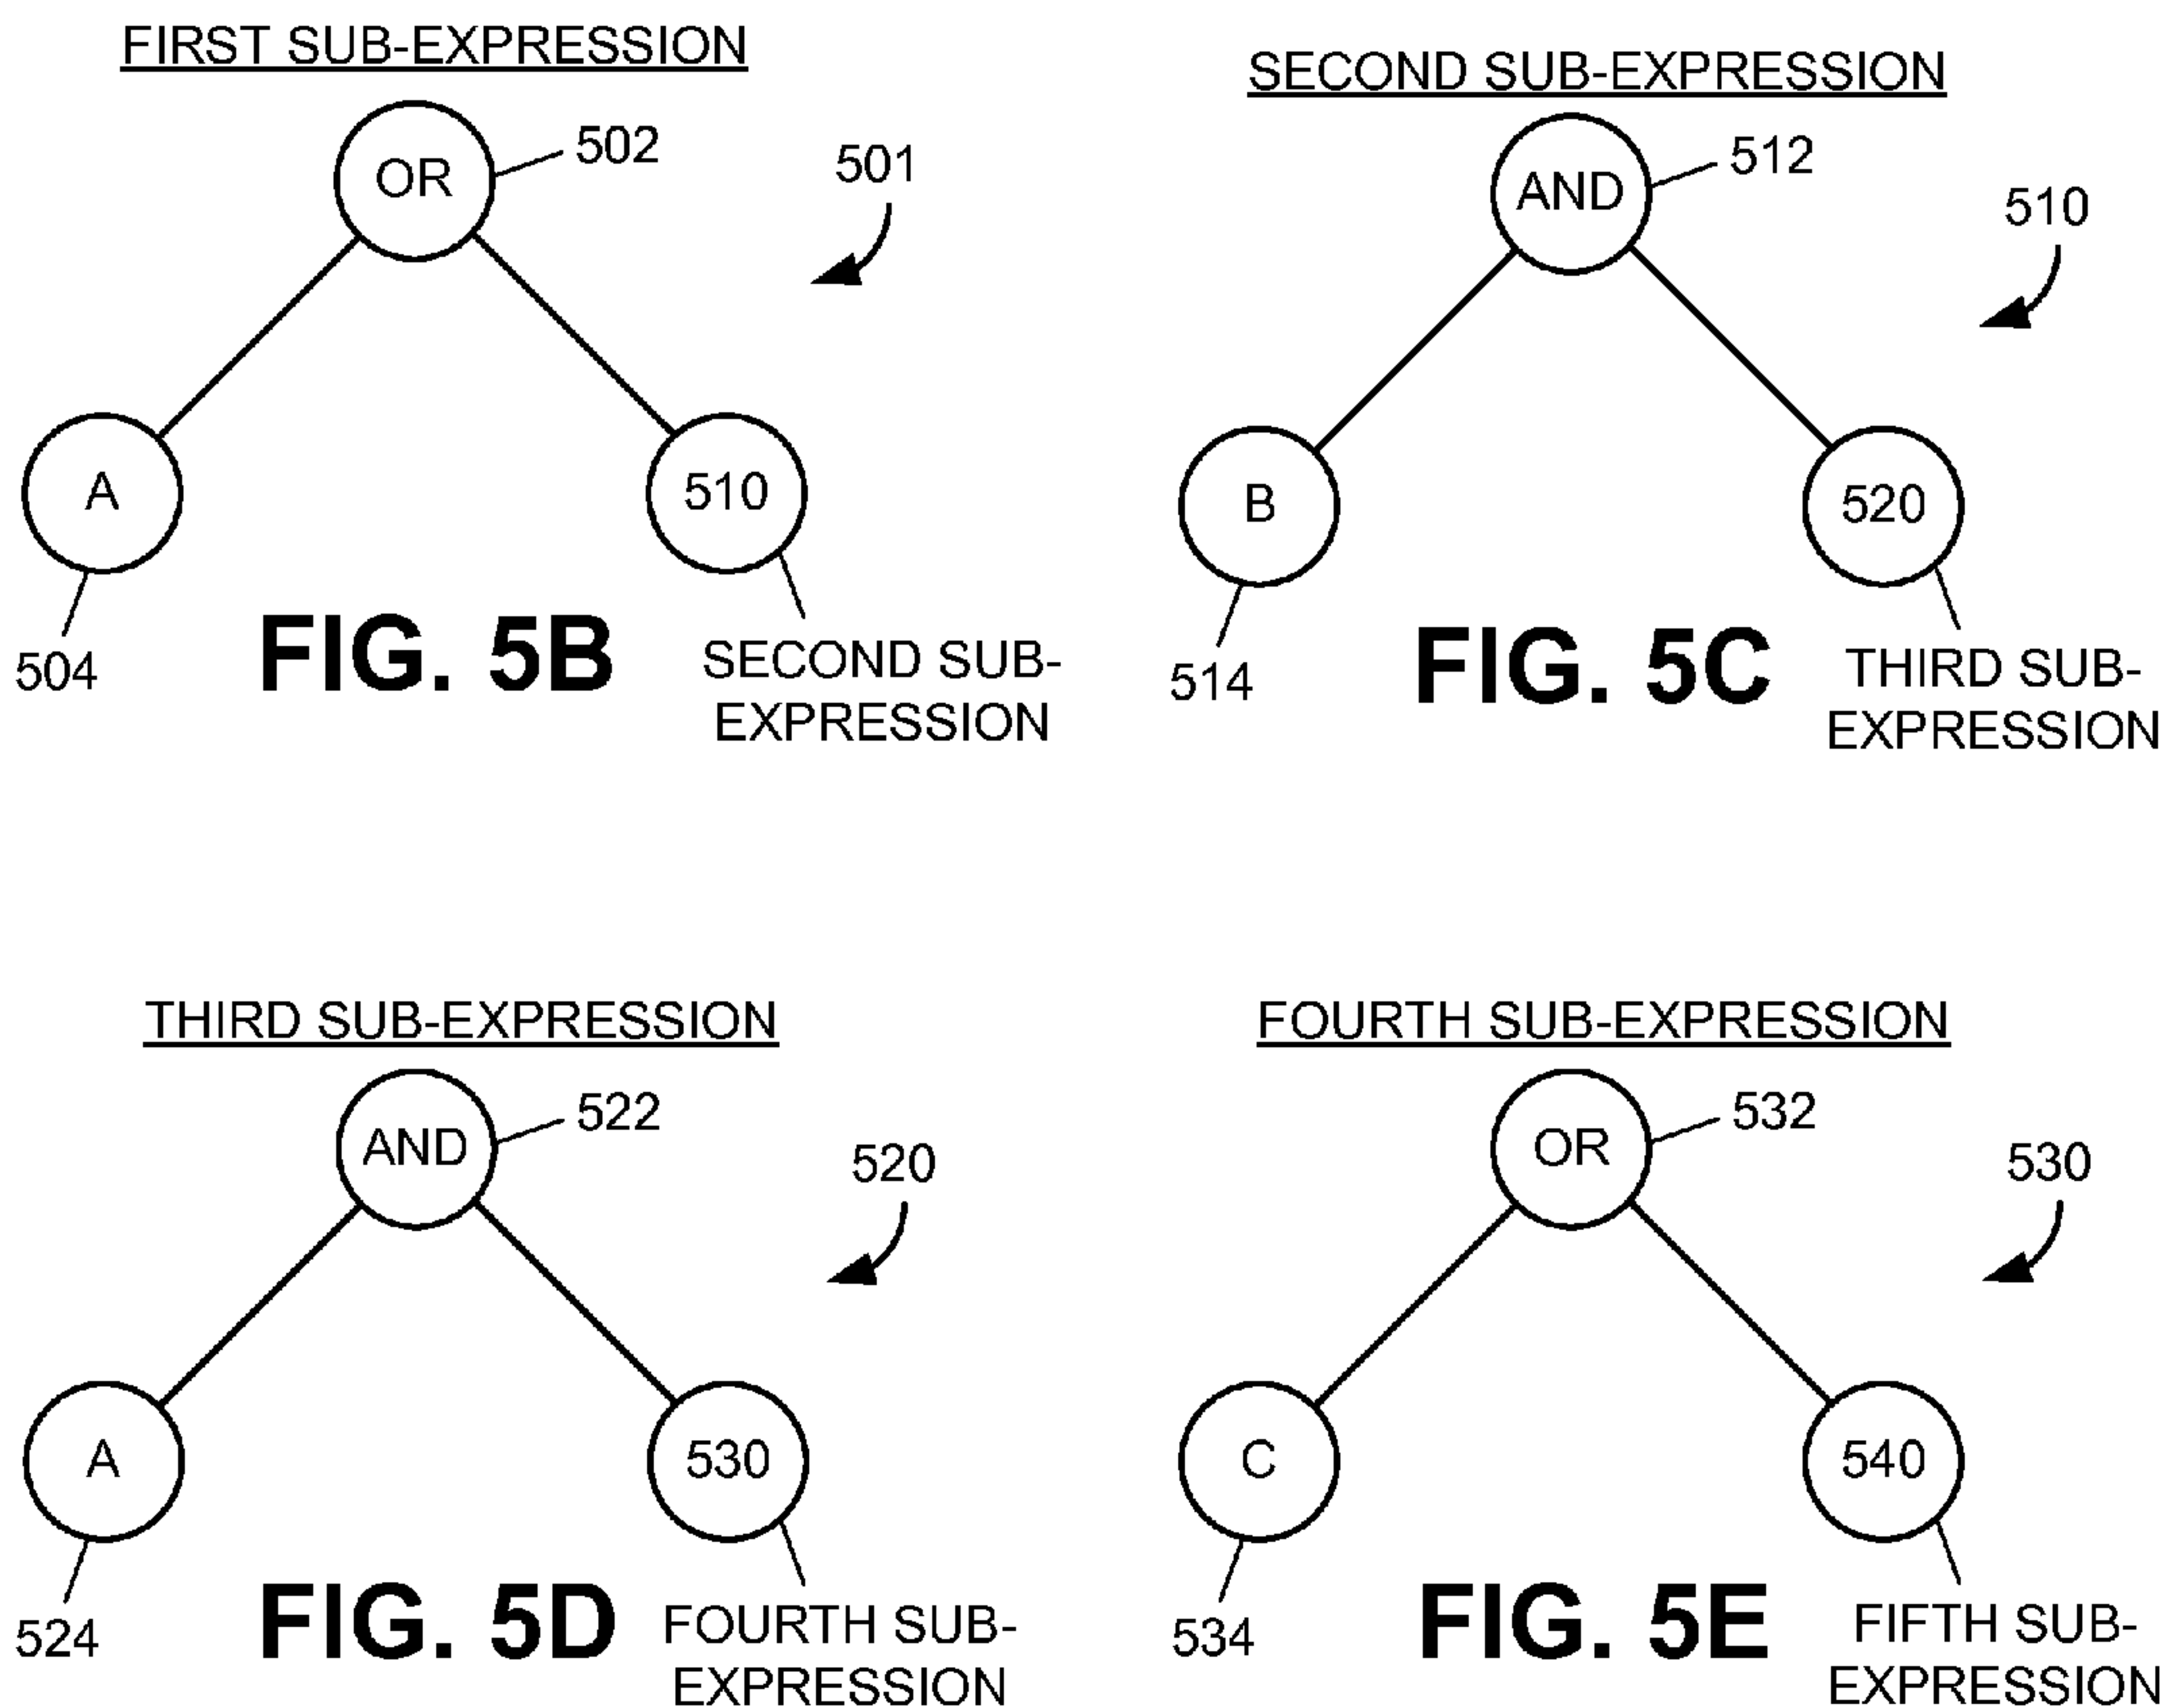 FIRST SUB-EXPRESSION
OR
502
501
A
510
504
FIG. 5B
SECOND SUB-
EXPRESSION
SECOND SUB-EXPRESSION
AND
512
510
B
520
514
FIG. 5C
THIRD SUB-
EXPRESSION
THIRD SUB-EXPRESSION
AND
522
520
A
530
524
FIG. 5D
FOURTH SUB-
EXPRESSION
FOURTH SUB-EXPRESSION
OR
532
530
C
540
534
FIG. 5E
FIFTH SUB-
EXPRESSION